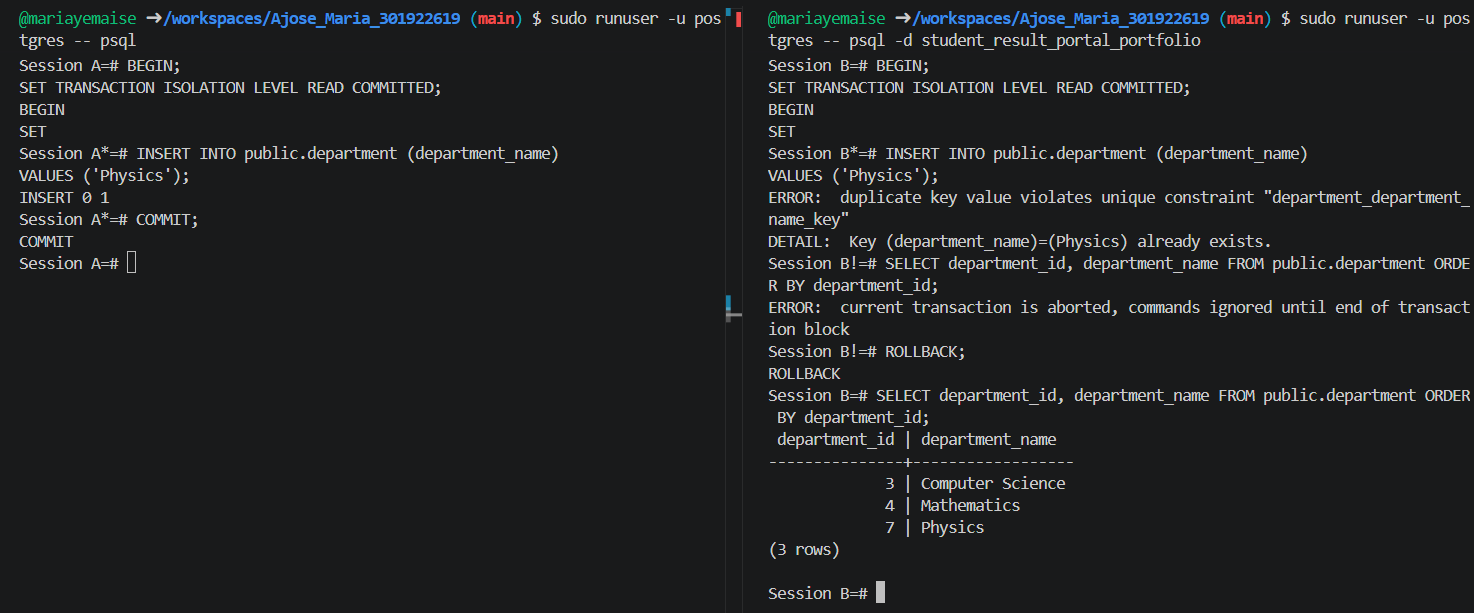 @mariayemaise ➜/workspaces/Ajose_Maria_301922619 (main) $ sudo runuser -u pos
tgres -- psql
Session A=# BEGIN;
SET TRANSACTION ISOLATION LEVEL READ COMMITTED;
BEGIN
SET
Session A*=# INSERT INTO public.department (department_name)
VALUES ('Physics');
INSERT 0 1
Session A*=# COMMIT;
COMMIT
Session A=#
@mariayemaise ➜/workspaces/Ajose_Maria_301922619 (main) $ sudo runuser -u pos
tgres -- psql -d student_result_portal_portfolio
Session B=# BEGIN;
SET TRANSACTION ISOLATION LEVEL READ COMMITTED;
BEGIN
SET
Session B*=# INSERT INTO public.department (department_name)
VALUES ('Physics');
ERROR:  duplicate key value violates unique constraint "department_department_
name_key"
DETAIL:  Key (department_name)=(Physics) already exists.
Session B!=# SELECT department_id, department_name FROM public.department ORDE
R BY department_id;
ERROR:  current transaction is aborted, commands ignored until end of transact
ion block
Session B!=# ROLLBACK;
ROLLBACK
Session B=# SELECT department_id, department_name FROM public.department ORDER
 BY department_id;
 department_id | department_name
---------------+------------------
             3 | Computer Science
             4 | Mathematics
             7 | Physics
(3 rows)
Session B=#